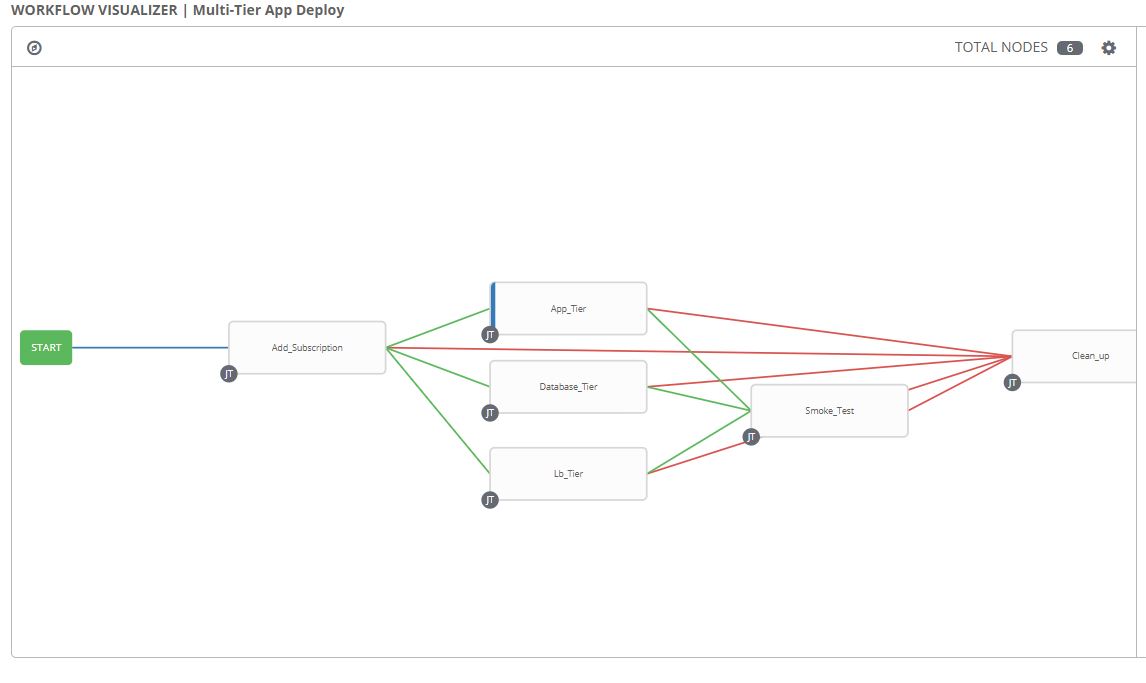 WORKFLOW VISUALIZER | Multi-Tier App Deploy
TOTAL NODES 6
START
Add_Subscription
JT
App_Tier
JT
Database_Tier
JT
Lb_Tier
JT
Smoke_Test
JT
Clean_up
JT